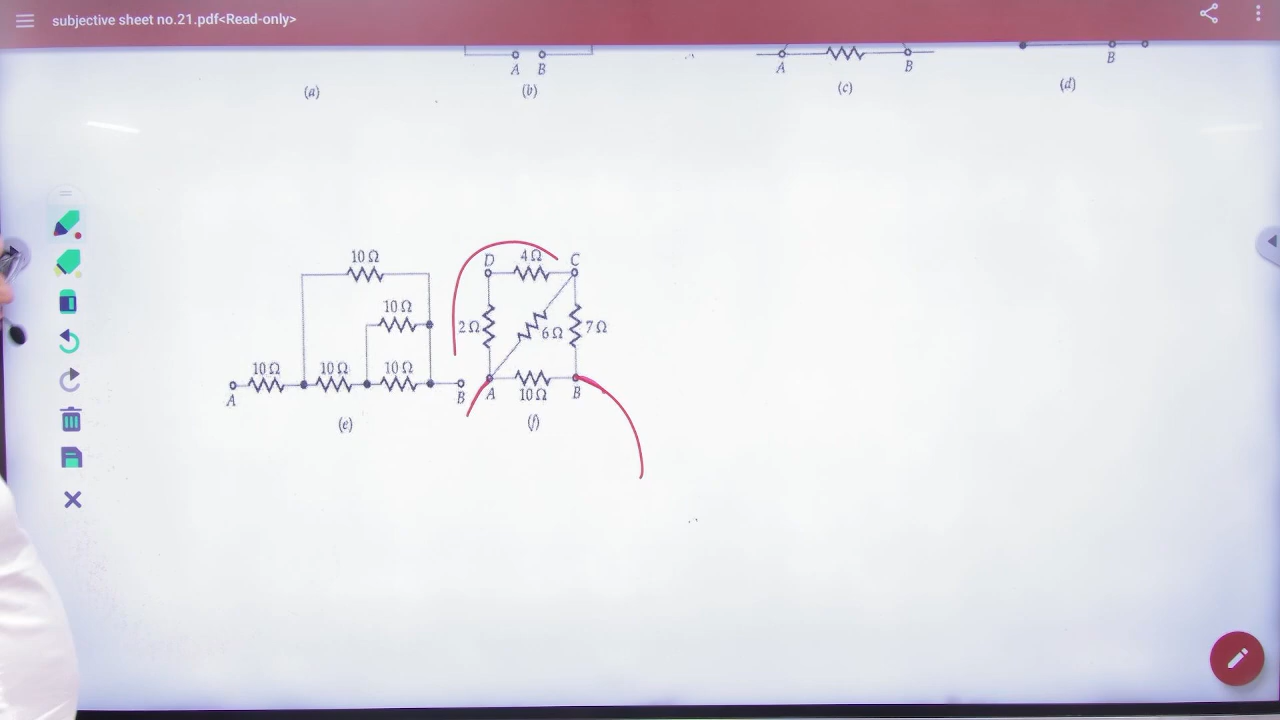 subjective sheet no.21.pdf<Read-only>
A B
A B
B
(a) (b) (c) (d)
10 Ω
10 Ω
10 Ω 10 Ω 10 Ω
A B
(e)
D 4 Ω C
2 Ω 6 Ω 7 Ω
A 10 Ω B
(f)